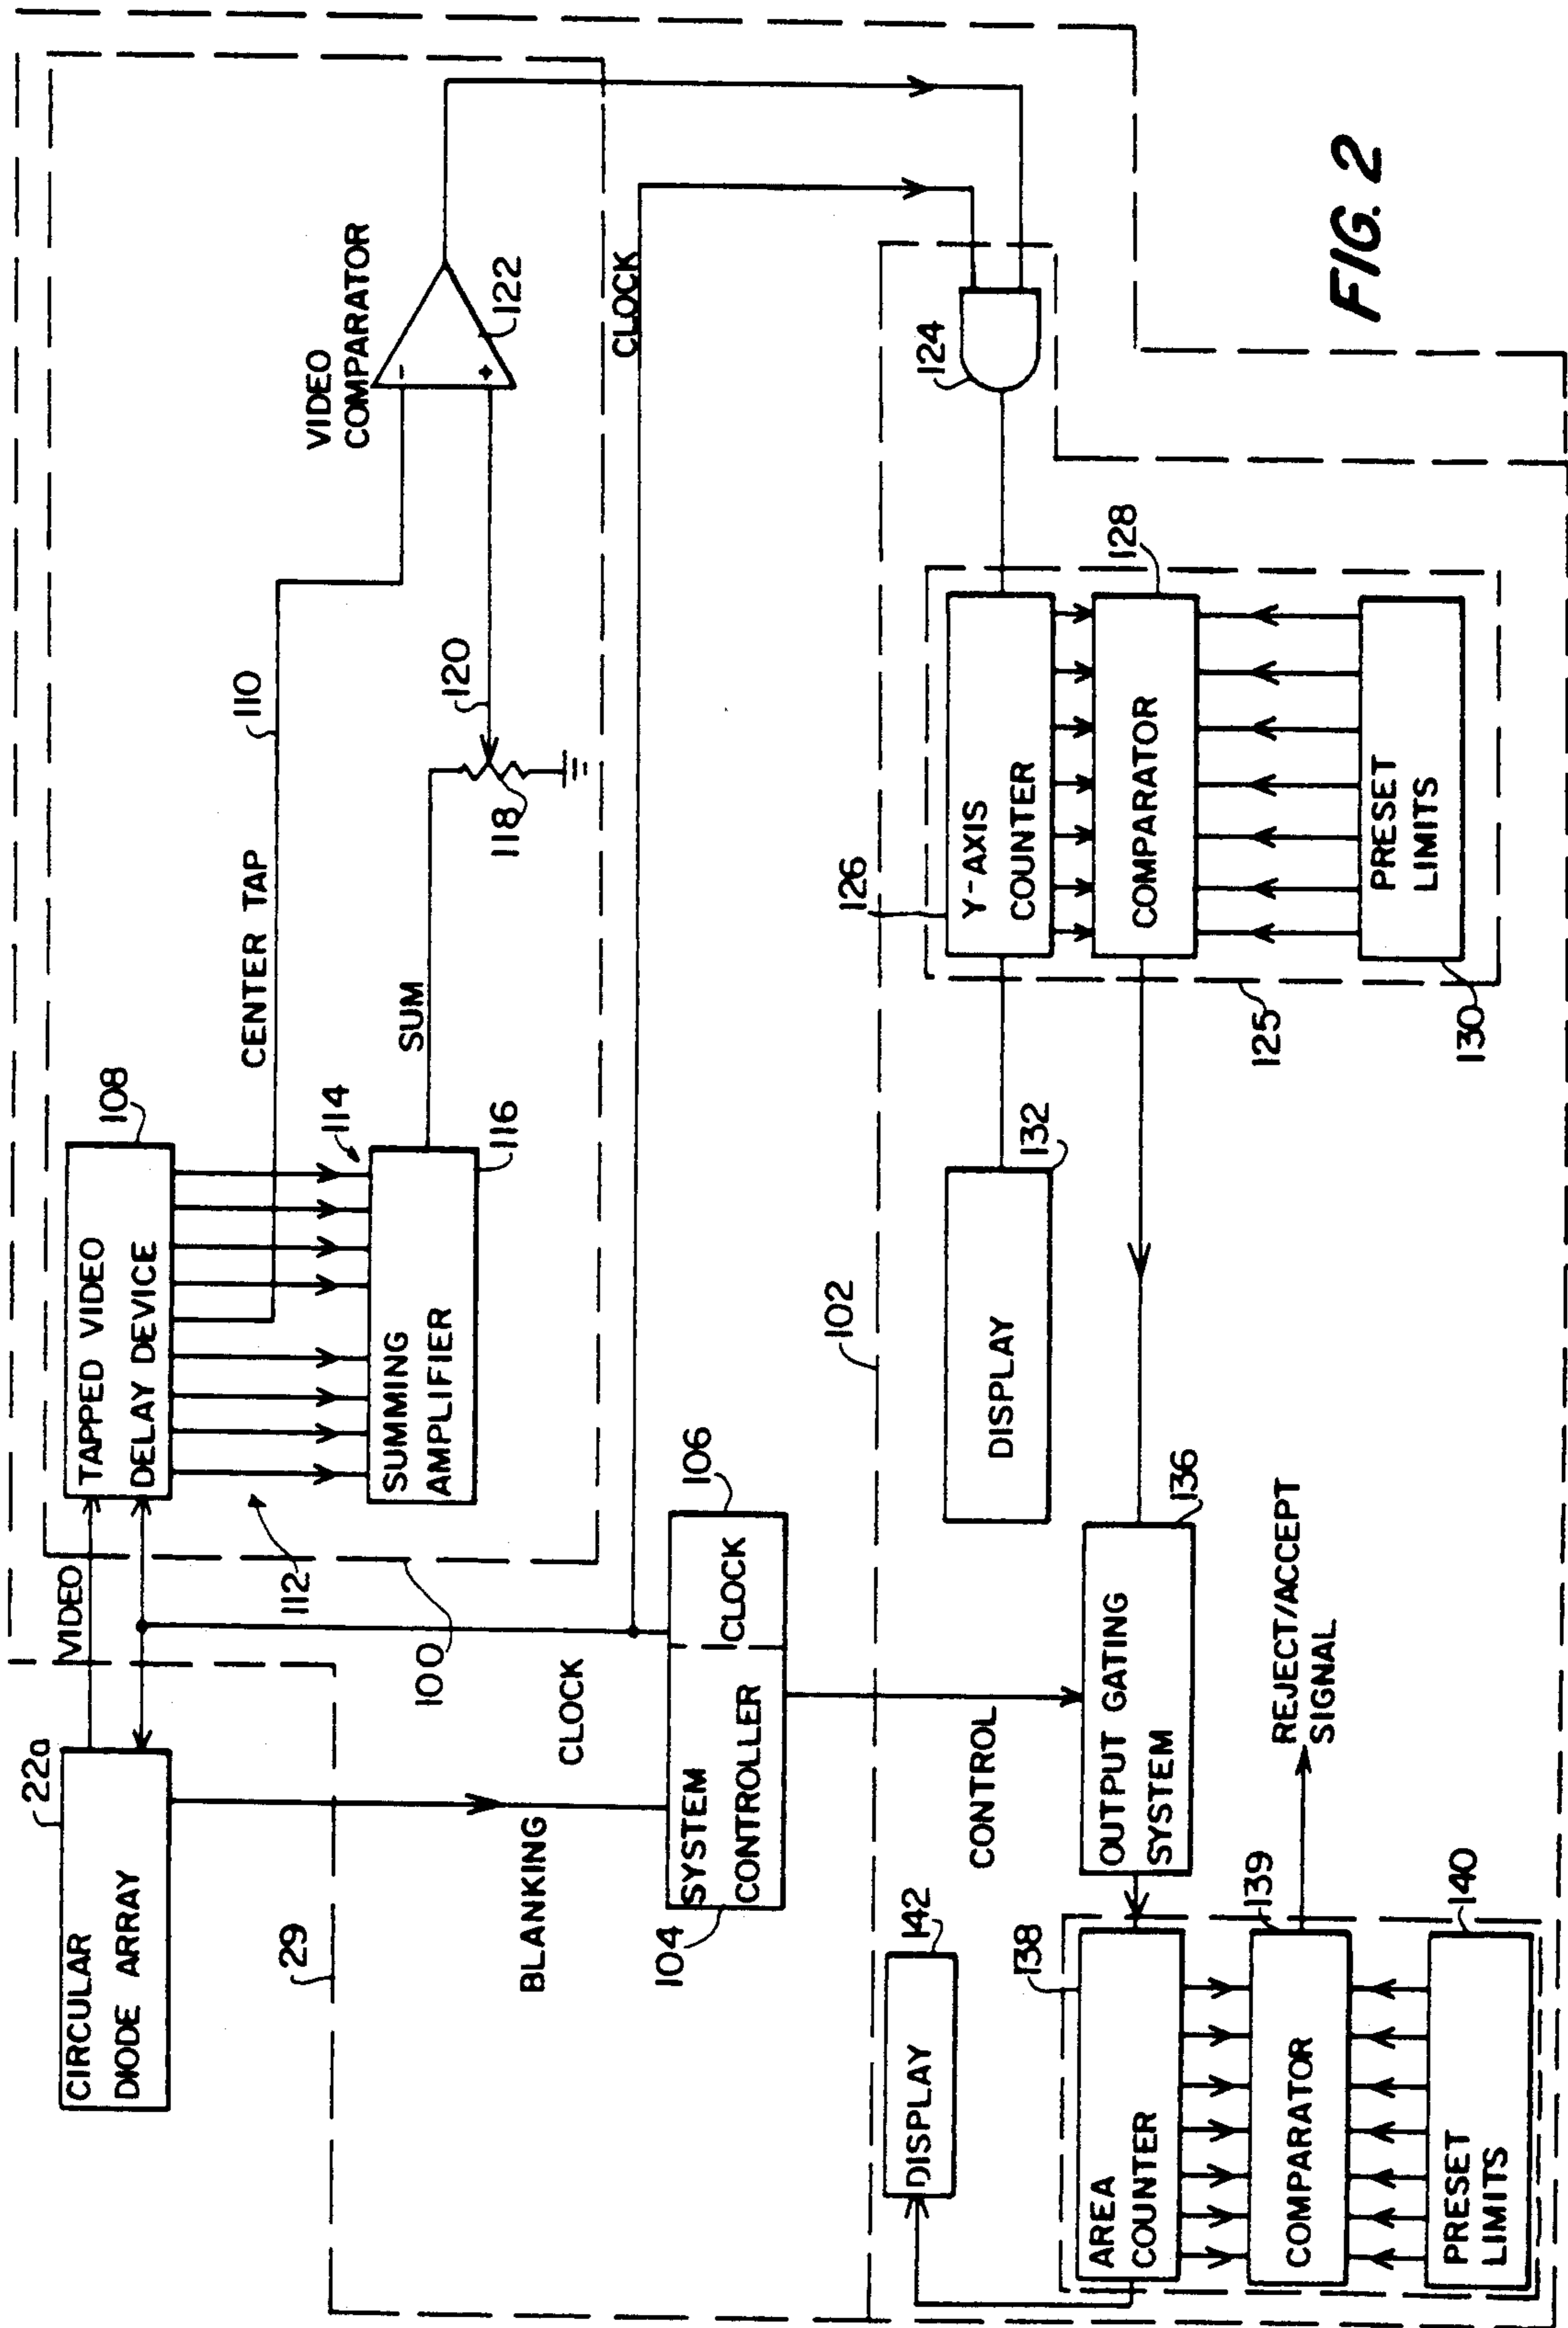 22a
CIRCULAR
DIODE ARRAY
VIDEO
TAPPED VIDEO
DELAY DEVICE
108
CENTER TAP
110
112
114
SUMMING
AMPLIFIER
116
SUM
118
120
VIDEO
COMPARATOR
-
+
122
100
29
BLANKING
CLOCK
CLOCK
SYSTEM
CONTROLLER
CLOCK
104
106
102
124
CONTROL
142
DISPLAY
DISPLAY
132
126
Y-AXIS
COUNTER
128
COMPARATOR
PRESET
LIMITS
125
130
OUTPUT GATING
SYSTEM
136
138
AREA
COUNTER
139
COMPARATOR
REJECT/ACCEPT
SIGNAL
140
PRESET
LIMITS
FIG. 2